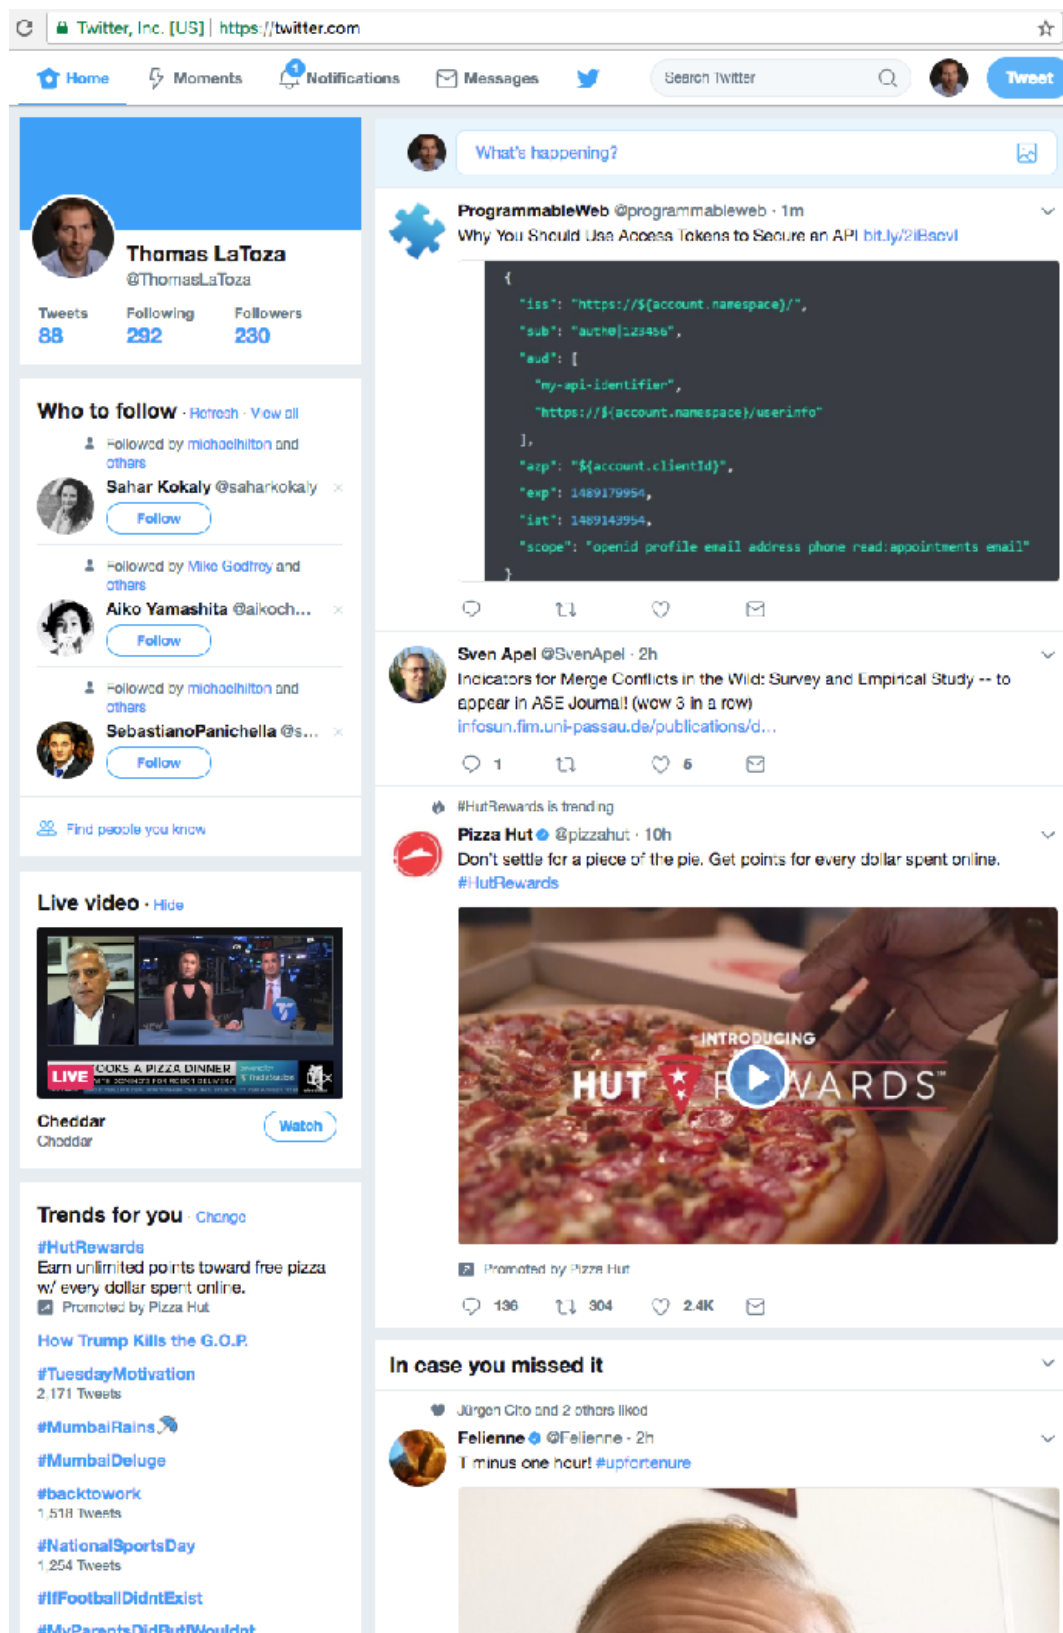 Twitter, Inc. [US] | https://twitter.com
Home
Moments
1
Notifications
Messages
Search Twitter
Tweet
Thomas LaToza
@ThomasLaToza
Tweets Following Followers
88 292 230
Who to follow · Refresh · View all
Followed by michaelhilton and
others
Sahar Kokaly @saharkokaly
Follow
Followed by Mike Godfrey and
others
Aiko Yamashita @aikoch...
Follow
Followed by michaelhilton and
others
SebastianoPanichella @s...
Follow
Find people you know
Live video · Hide
LIVE
OOKS A PIZZA DINNER
TradeStation
Cheddar
Cheddar
Watch
Trends for you · Change
#HutRewards
Earn unlimited points toward free pizza
w/ every dollar spent online.
Promoted by Pizza Hut
How Trump Kills the G.O.P.
#TuesdayMotivation
2,171 Tweets
#MumbaiRains
#MumbaiDeluge
#backtowork
1,518 Tweets
#NationalSportsDay
1,254 Tweets
#IfFootballDidntExist
#MyParentsDidButIWouldnt
What's happening?
ProgrammableWeb @programmableweb · 1m
Why You Should Use Access Tokens to Secure an API
{
"iss": "https://${account.namespace}/",
"sub": "auth0|123456",
"aud": [
"my-api-identifier",
"https://${account.namespace}/userinfo"
],
"azp": "${account.clientId}",
"exp": 1489179954,
"iat": 1489143954,
"scope": "openid profile email address phone read:appointments email"
}
Sven Apel @SvenApel · 2h
Indicators for Merge Conflicts in the Wild: Survey and Empirical Study -- to
appear in ASE Journal! (wow 3 in a row)
infosun.fim.uni-passau.de/publications/d...
1 5
#HutRewards is trending
Pizza Hut @pizzahut · 10h
Don't settle for a piece of the pie. Get points for every dollar spent online.
#HutRewards
INTRODUCING
HUT REWARDS™
Promoted by Pizza Hut
136 304 2.4K
In case you missed it
Jürgen Cito and 2 others liked
Felienne @Felienne · 2h
T minus one hour! #upfortenure